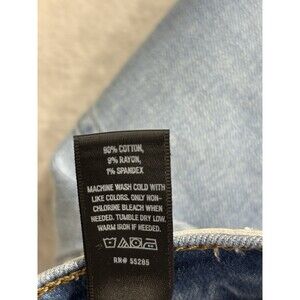 90% COTTON,
9% RAYON,
1% SPANDEX
MACHINE WASH COLD WITH
LIKE COLORS. ONLY NON-
CHLORINE BLEACH WHEN
NEEDED. TUMBLE DRY LOW.
WARM IRON IF NEEDED.
RN# 55285